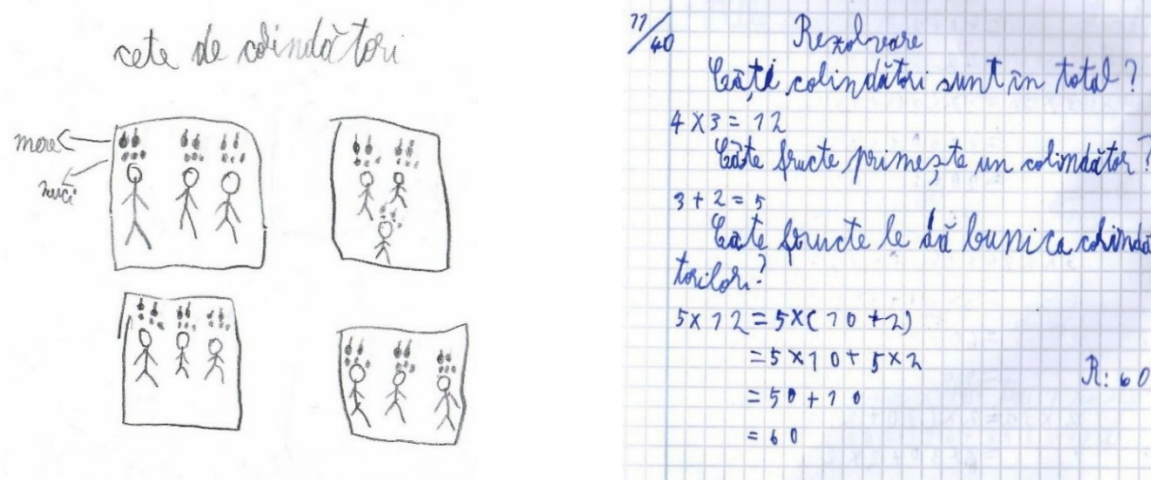 cete de colindători
mere
nuci
11/40
Rezolvare
Câți colindători sunt în total?
4 × 3 = 12
Câte fructe primește un colindător?
3 + 2 = 5
Câte fructe le dă bunica colindă
torilor?
5 × 12 = 5 × (10 + 2)
= 5 × 10 + 5 × 2
= 50 + 10
= 60
R: 60